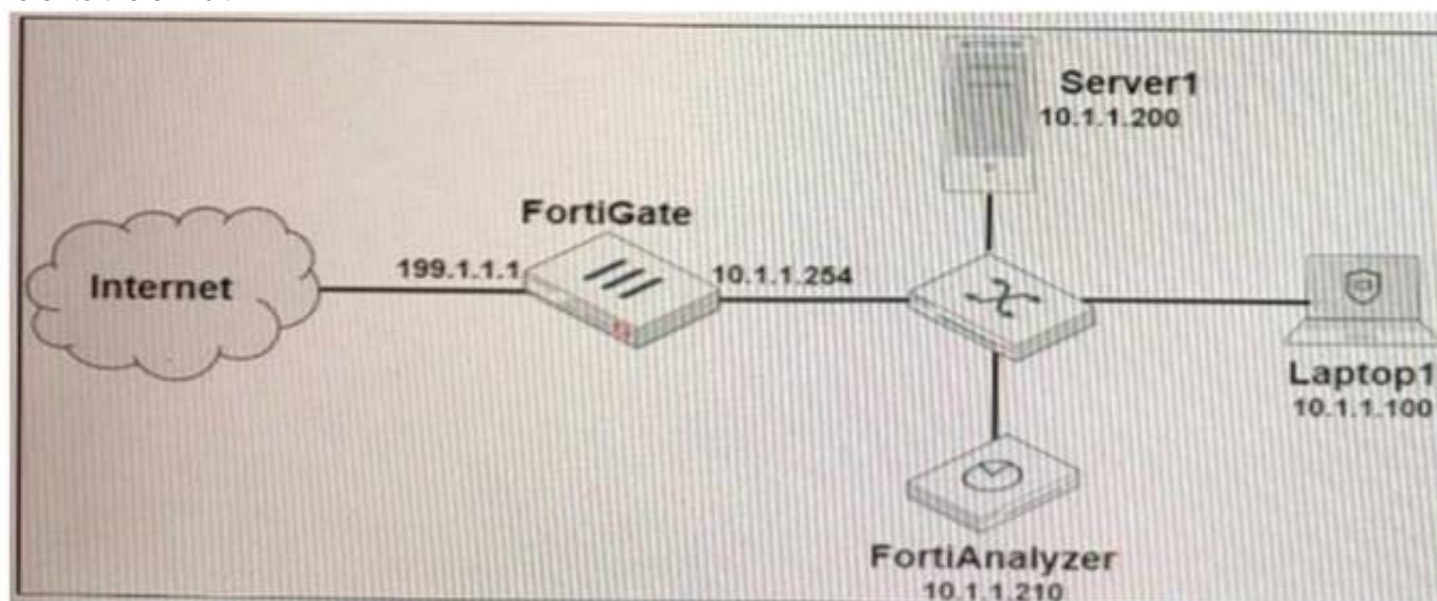 Server1
10.1.1.200
FortiGate
199.1.1.1
10.1.1.254
Internet
Laptop1
10.1.1.100
FortiAnalyzer
10.1.1.210